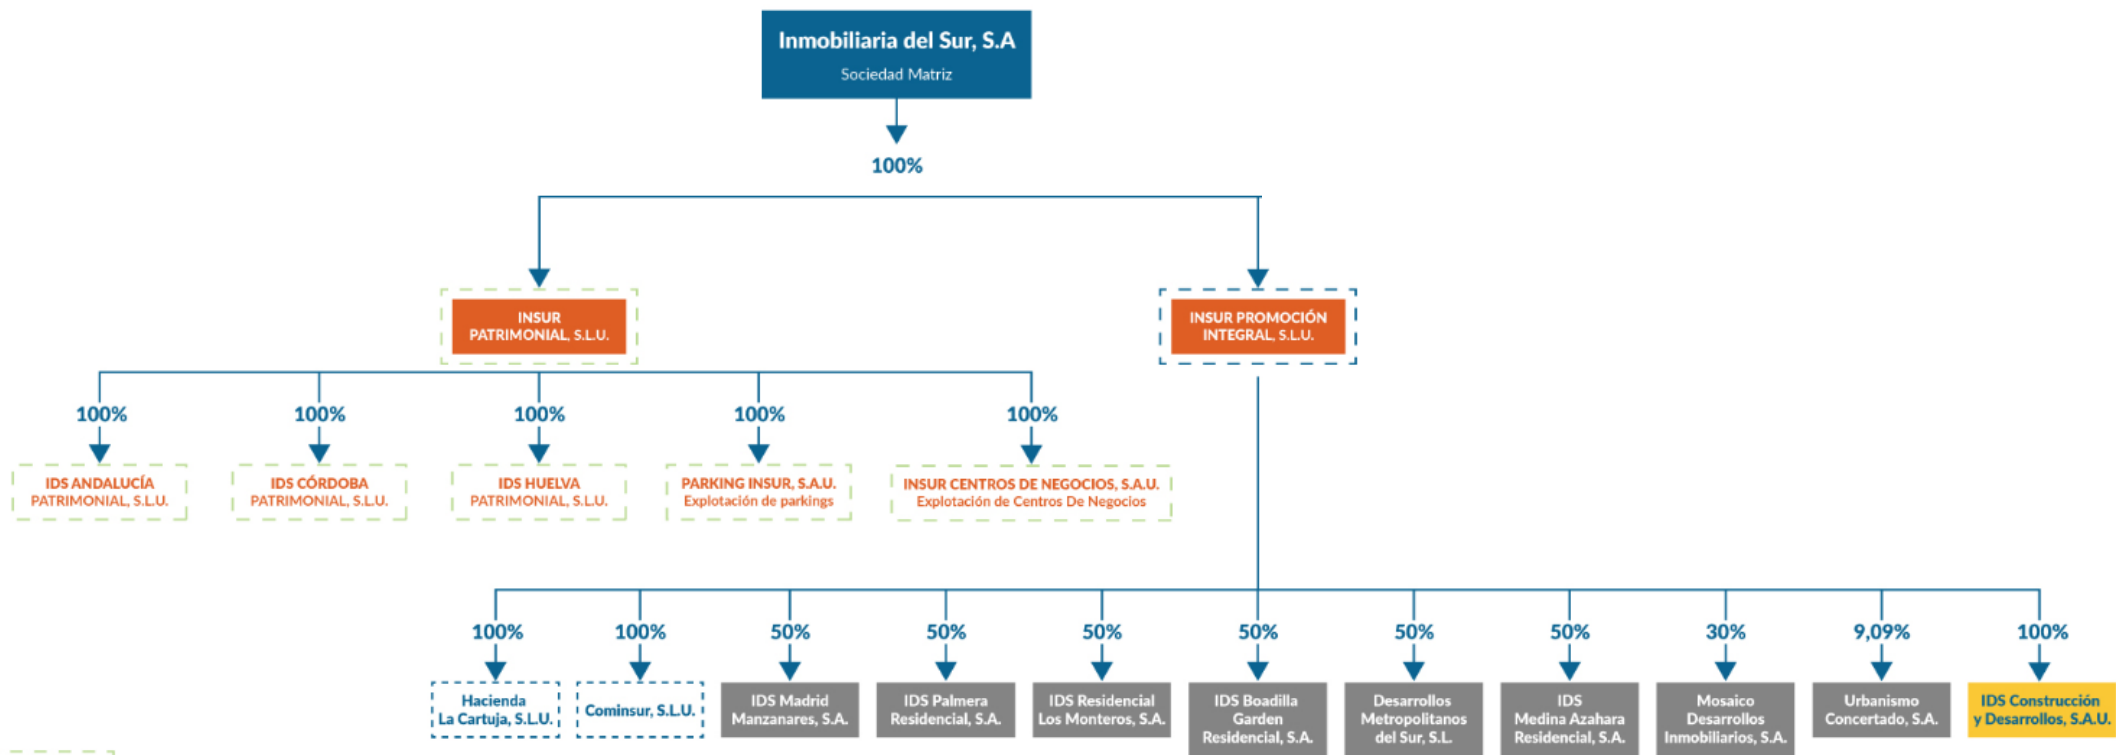 Inmobiliaria del Sur, S.A
Sociedad Matriz
100%
INSUR
PATRIMONIAL, S.L.U.
INSUR PROMOCIÓN
INTEGRAL, S.L.U.
100%
100%
100%
100%
100%
IDS ANDALUCÍA
PATRIMONIAL, S.L.U.
IDS CÓRDOBA
PATRIMONIAL, S.L.U.
IDS HUELVA
PATRIMONIAL, S.L.U.
PARKING INSUR, S.A.U.
Explotación de parkings
INSUR CENTROS DE NEGOCIOS, S.A.U.
Explotación de Centros De Negocios
100%
100%
50%
50%
50%
50%
50%
50%
30%
9,09%
100%
Hacienda
La Cartuja, S.L.U.
Cominsur, S.L.U.
IDS Madrid
Manzanares, S.A.
IDS Palmera
Residencial, S.A.
IDS Residencial
Los Monteros, S.A.
IDS Boadilla
Garden
Residencial, S.A.
Desarrollos
Metropolitanos
del Sur, S.L.
IDS
Medina Azahara
Residencial, S.A.
Mosaico
Desarrollos
Inmobiliarios, S.A.
Urbanismo
Concertado, S.A.
IDS Construcción
y Desarrollos, S.A.U.